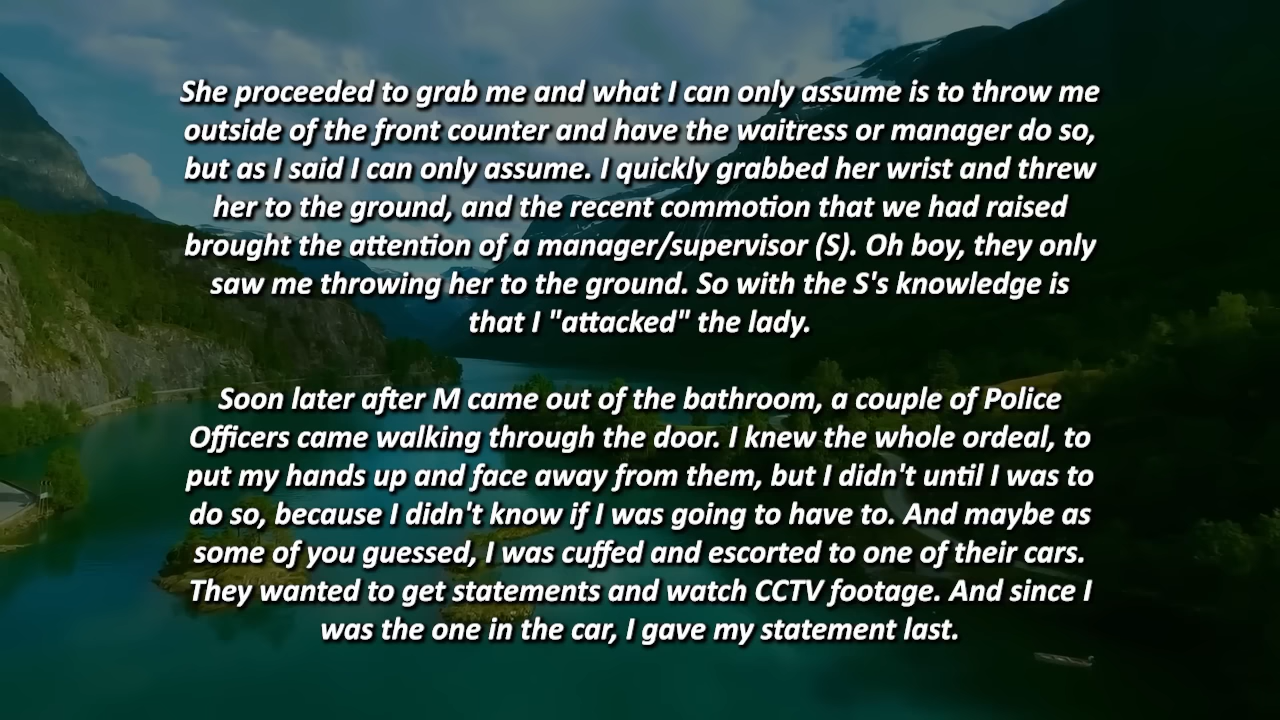 She proceeded to grab me and what I can only assume is to throw me
outside of the front counter and have the waitress or manager do so,
but as I said I can only assume. I quickly grabbed her wrist and threw
her to the ground, and the recent commotion that we had raised
brought the attention of a manager/supervisor (S). Oh boy, they only
saw me throwing her to the ground. So with the S's knowledge is
that I "attacked" the lady.
Soon later after M came out of the bathroom, a couple of Police
Officers came walking through the door. I knew the whole ordeal, to
put my hands up and face away from them, but I didn't until I was to
do so, because I didn't know if I was going to have to. And maybe as
some of you guessed, I was cuffed and escorted to one of their cars.
They wanted to get statements and watch CCTV footage. And since I
was the one in the car, I gave my statement last.